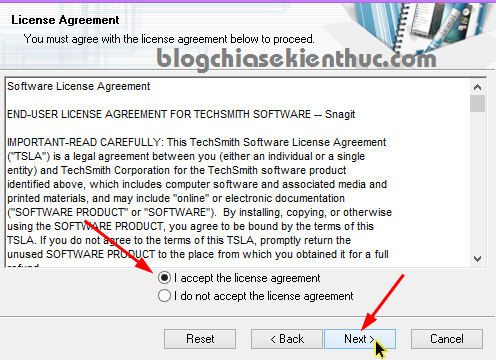 License Agreement
You must agree with the license agreement below to proceed.
blogchiasekienthuc.com
Software License Agreement
END-USER LICENSE AGREEMENT FOR TECHSMITH SOFTWARE -- Snagit
IMPORTANT-READ CAREFULLY: This TechSmith Software License Agreement
("TSLA") is a legal agreement between you (either an individual or a single
entity) and TechSmith Corporation for the TechSmith software product
identified above, which includes computer software and associated media and
printed materials, and may include "online" or electronic documentation
("SOFTWARE PRODUCT" or "SOFTWARE"). By installing, copying, or otherwise
using the SOFTWARE PRODUCT, you agree to be bound by the terms of this
TSLA. If you do not agree to the terms of this TSLA, promptly return the
unused SOFTWARE PRODUCT to the place from which you obtained it for a full
refund
I accept the license agreement
I do not accept the license agreement
Reset
< Back
Next >
Cancel